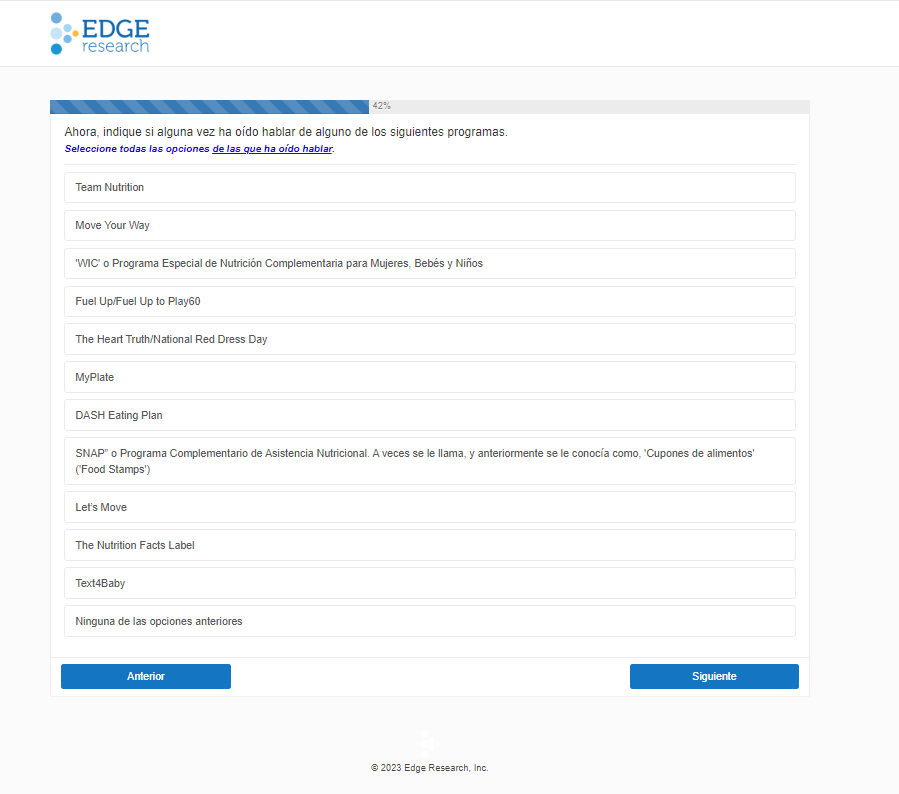 EDGE
research
42%
Ahora, indique si alguna vez ha oído hablar de alguno de los siguientes programas.
Seleccione todas las opciones de las que ha oído hablar.
Team Nutrition
Move Your Way
'WIC' o Programa Especial de Nutrición Complementaria para Mujeres, Bebés y Niños
Fuel Up/Fuel Up to Play60
The Heart Truth/National Red Dress Day
MyPlate
DASH Eating Plan
SNAP" o Programa Complementario de Asistencia Nutricional. A veces se le llama, y anteriormente se le conocía como, 'Cupones de alimentos'
('Food Stamps')
Let's Move
The Nutrition Facts Label
Text4Baby
Ninguna de las opciones anteriores
Anterior
Siguiente
© 2023 Edge Research, Inc.